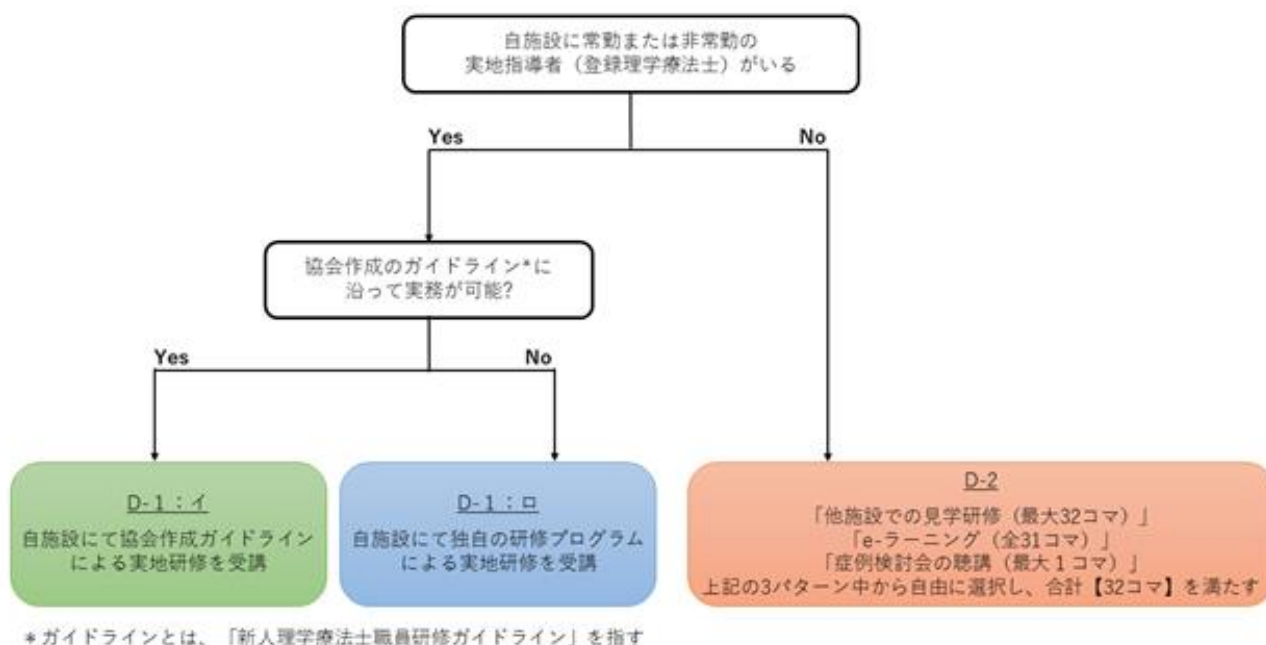 自施設に常勤または非常勤の
実地指導者（登録理学療法士）がいる
Yes
No
協会作成のガイドライン*に
沿って実務が可能?
Yes
No
D-1：イ
自施設にて協会作成ガイドライン
による実地研修を受講
D-1：ロ
自施設にて独自の研修プログラム
による実地研修を受講
D-2
「他施設での見学研修（最大32コマ）」
「e-ラーニング（全31コマ）」
「症例検討会の聴講（最大１コマ）」
上記の3パターン中から自由に選択し、合計【32コマ】を満たす
*ガイドラインとは、「新人理学療法士職員研修ガイドライン」を指す